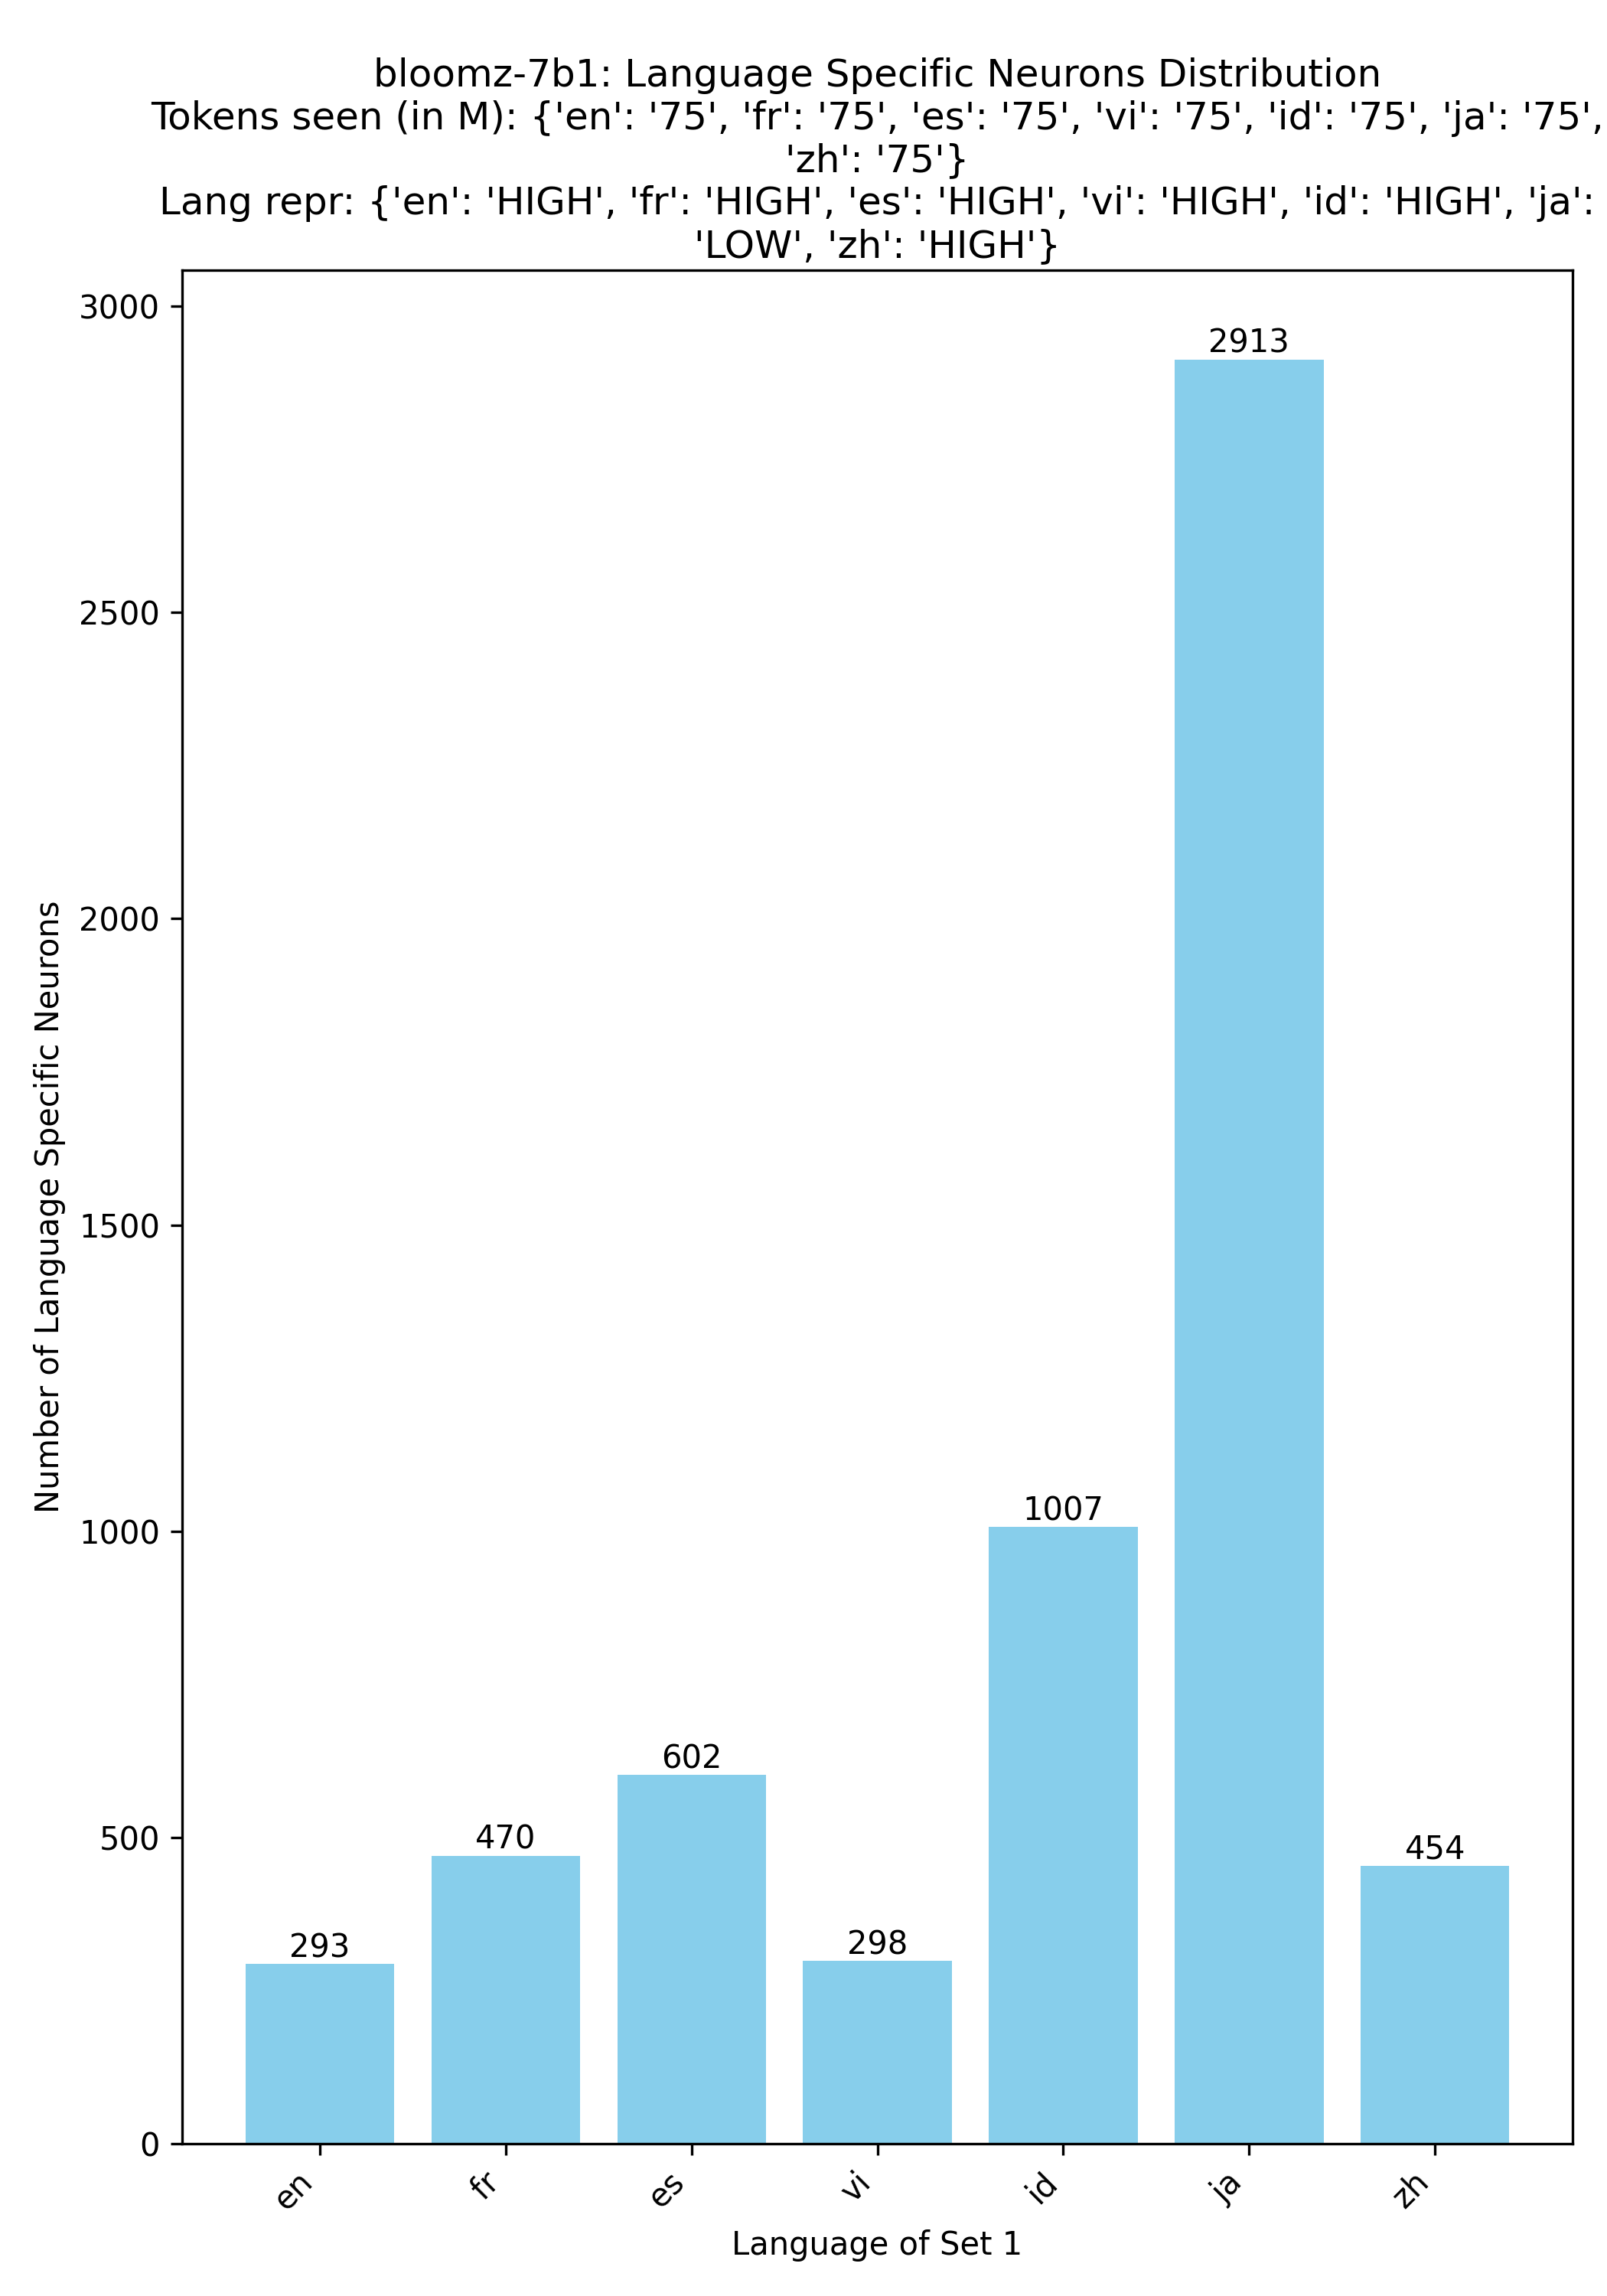 bloomz-7b1: Language Specific Neurons Distribution
Tokens seen (in M): {'en': '75', 'fr': '75', 'es': '75', 'vi': '75', 'id': '75', 'ja': '75',
'zh': '75'}
Lang repr: {'en': 'HIGH', 'fr': 'HIGH', 'es': 'HIGH', 'vi': 'HIGH', 'id': 'HIGH', 'ja':
'LOW', 'zh': 'HIGH'}
3000
2500
2000
1500
1000
500
0
Number of Language Specific Neurons
293
470
602
298
1007
2913
454
en
fr
es
vi
id
ja
zh
Language of Set 1